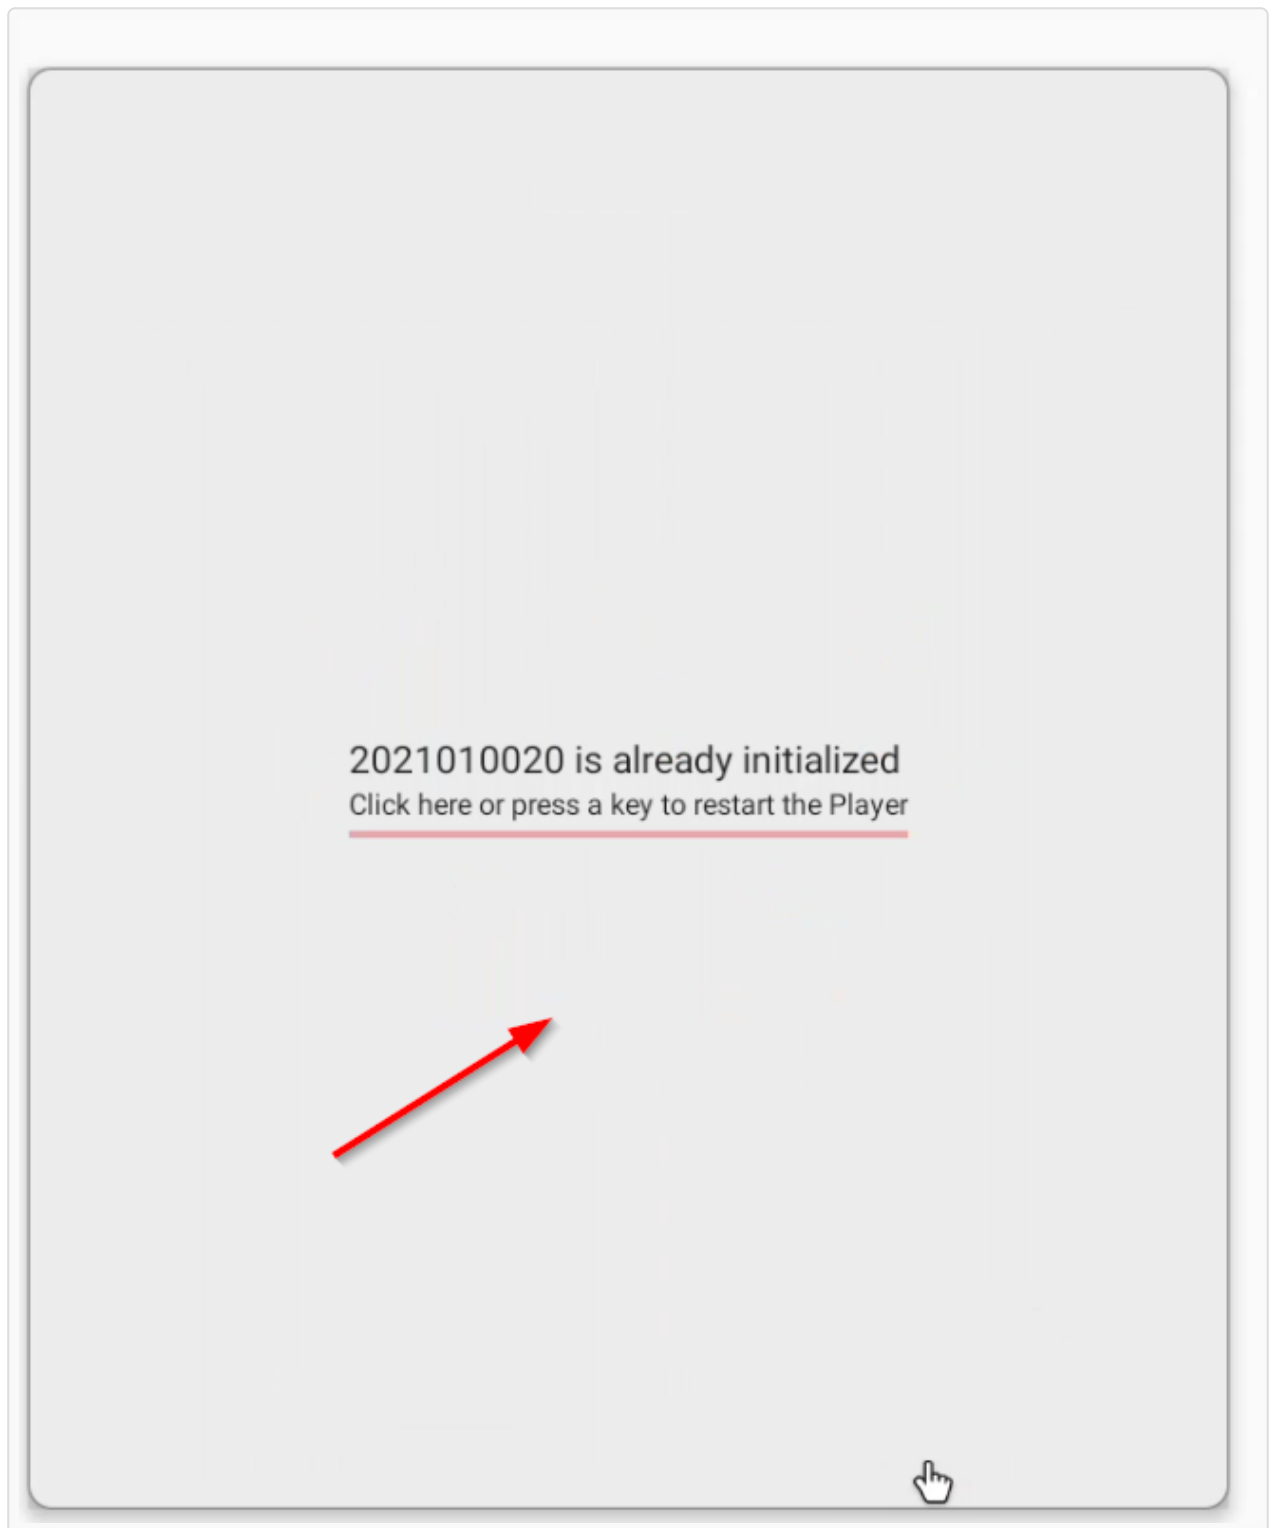 2021010020 is already initialized
Click here or press a key to restart the Player